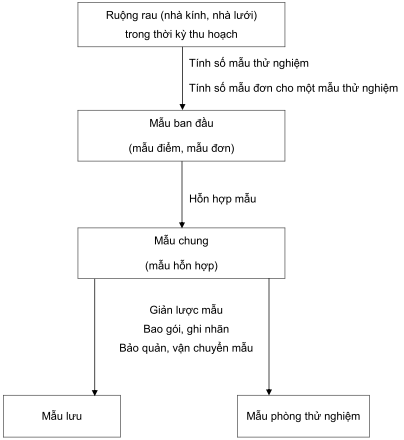 Ruộng rau (nhà kính, nhà lưới)
trong thời kỳ thu hoạch
Tính số mẫu thử nghiệm
Tính số mẫu đơn cho một mẫu thử nghiệm
Mẫu ban đầu
(mẫu điểm, mẫu đơn)
Hỗn hợp mẫu
Mẫu chung
(mẫu hỗn hợp)
Giản lược mẫu
Bao gói, ghi nhãn
Bảo quản, vận chuyển mẫu
Mẫu lưu
Mẫu phòng thử nghiệm